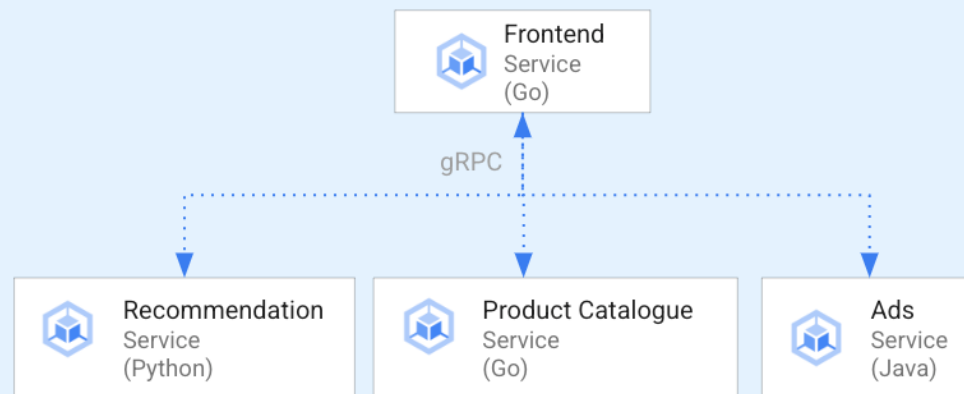 Frontend
Service
(Go)
gRPC
Recommendation
Service
(Python)
Product Catalogue
Service
(Go)
Ads
Service
(Java)